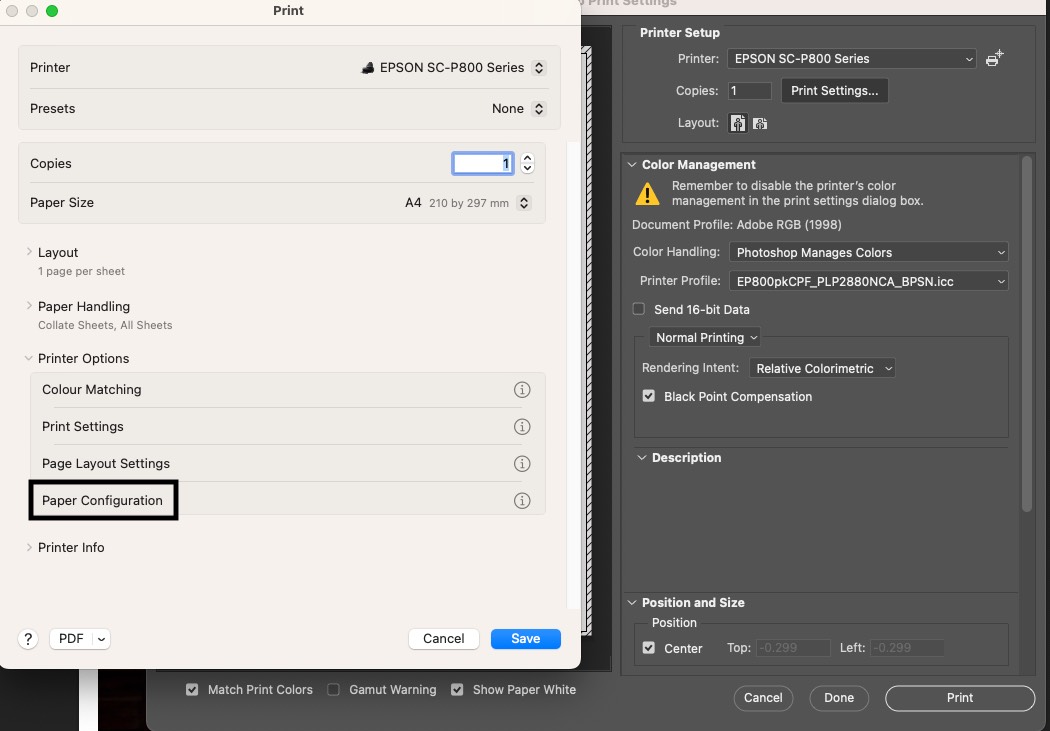 Print
Printer
EPSON SC-P800 Series
Presets
None
Copies
1
Paper Size
A4 210 by 297 mm
Layout
1 page per sheet
Paper Handling
Collate Sheets, All Sheets
Printer Options
Colour Matching
Print Settings
Page Layout Settings
Paper Configuration
Printer Info
?
PDF
Cancel
Save
Print Settings
Printer Setup
Printer: EPSON SC-P800 Series
Copies: 1 Print Settings...
Layout:
Color Management
Remember to disable the printer's color
management in the print settings dialog box.
Document Profile: Adobe RGB (1998)
Color Handling: Photoshop Manages Colors
Printer Profile: EP800pkCPF_PLP2880NCA_BPSN.icc
Send 16-bit Data
Normal Printing
Rendering Intent: Relative Colorimetric
Black Point Compensation
Description
Position and Size
Position
Center Top: -0.299 Left: -0.299
Match Print Colors Gamut Warning Show Paper White
Cancel Done Print